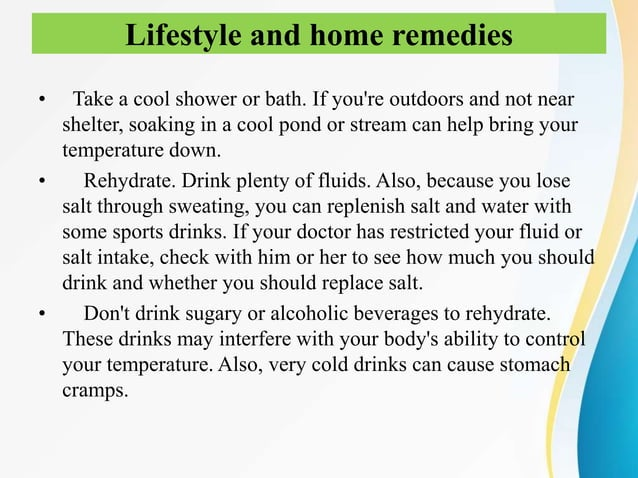 Lifestyle and home remedies
• Take a cool shower or bath. If you're outdoors and not near
shelter, soaking in a cool pond or stream can help bring your
temperature down.
• Rehydrate. Drink plenty of fluids. Also, because you lose
salt through sweating, you can replenish salt and water with
some sports drinks. If your doctor has restricted your fluid or
salt intake, check with him or her to see how much you should
drink and whether you should replace salt.
• Don't drink sugary or alcoholic beverages to rehydrate.
These drinks may interfere with your body's ability to control
your temperature. Also, very cold drinks can cause stomach
cramps.